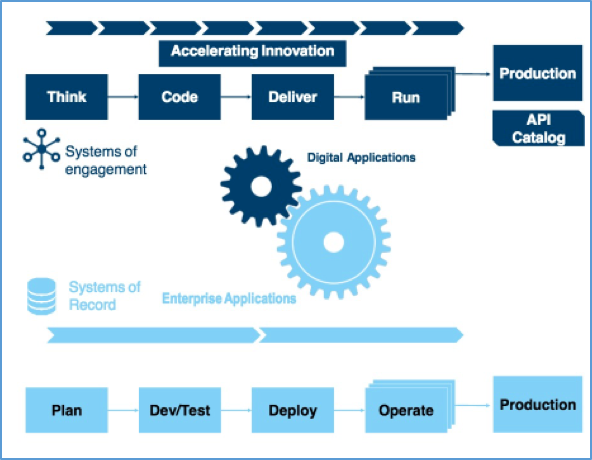 Accelerating Innovation
Think
Code
Deliver
Run
Production
API
Catalog
Systems of
engagement
Digital Applications
Systems of
Record
Enterprise Applications
Plan
Dev/Test
Deploy
Operate
Production